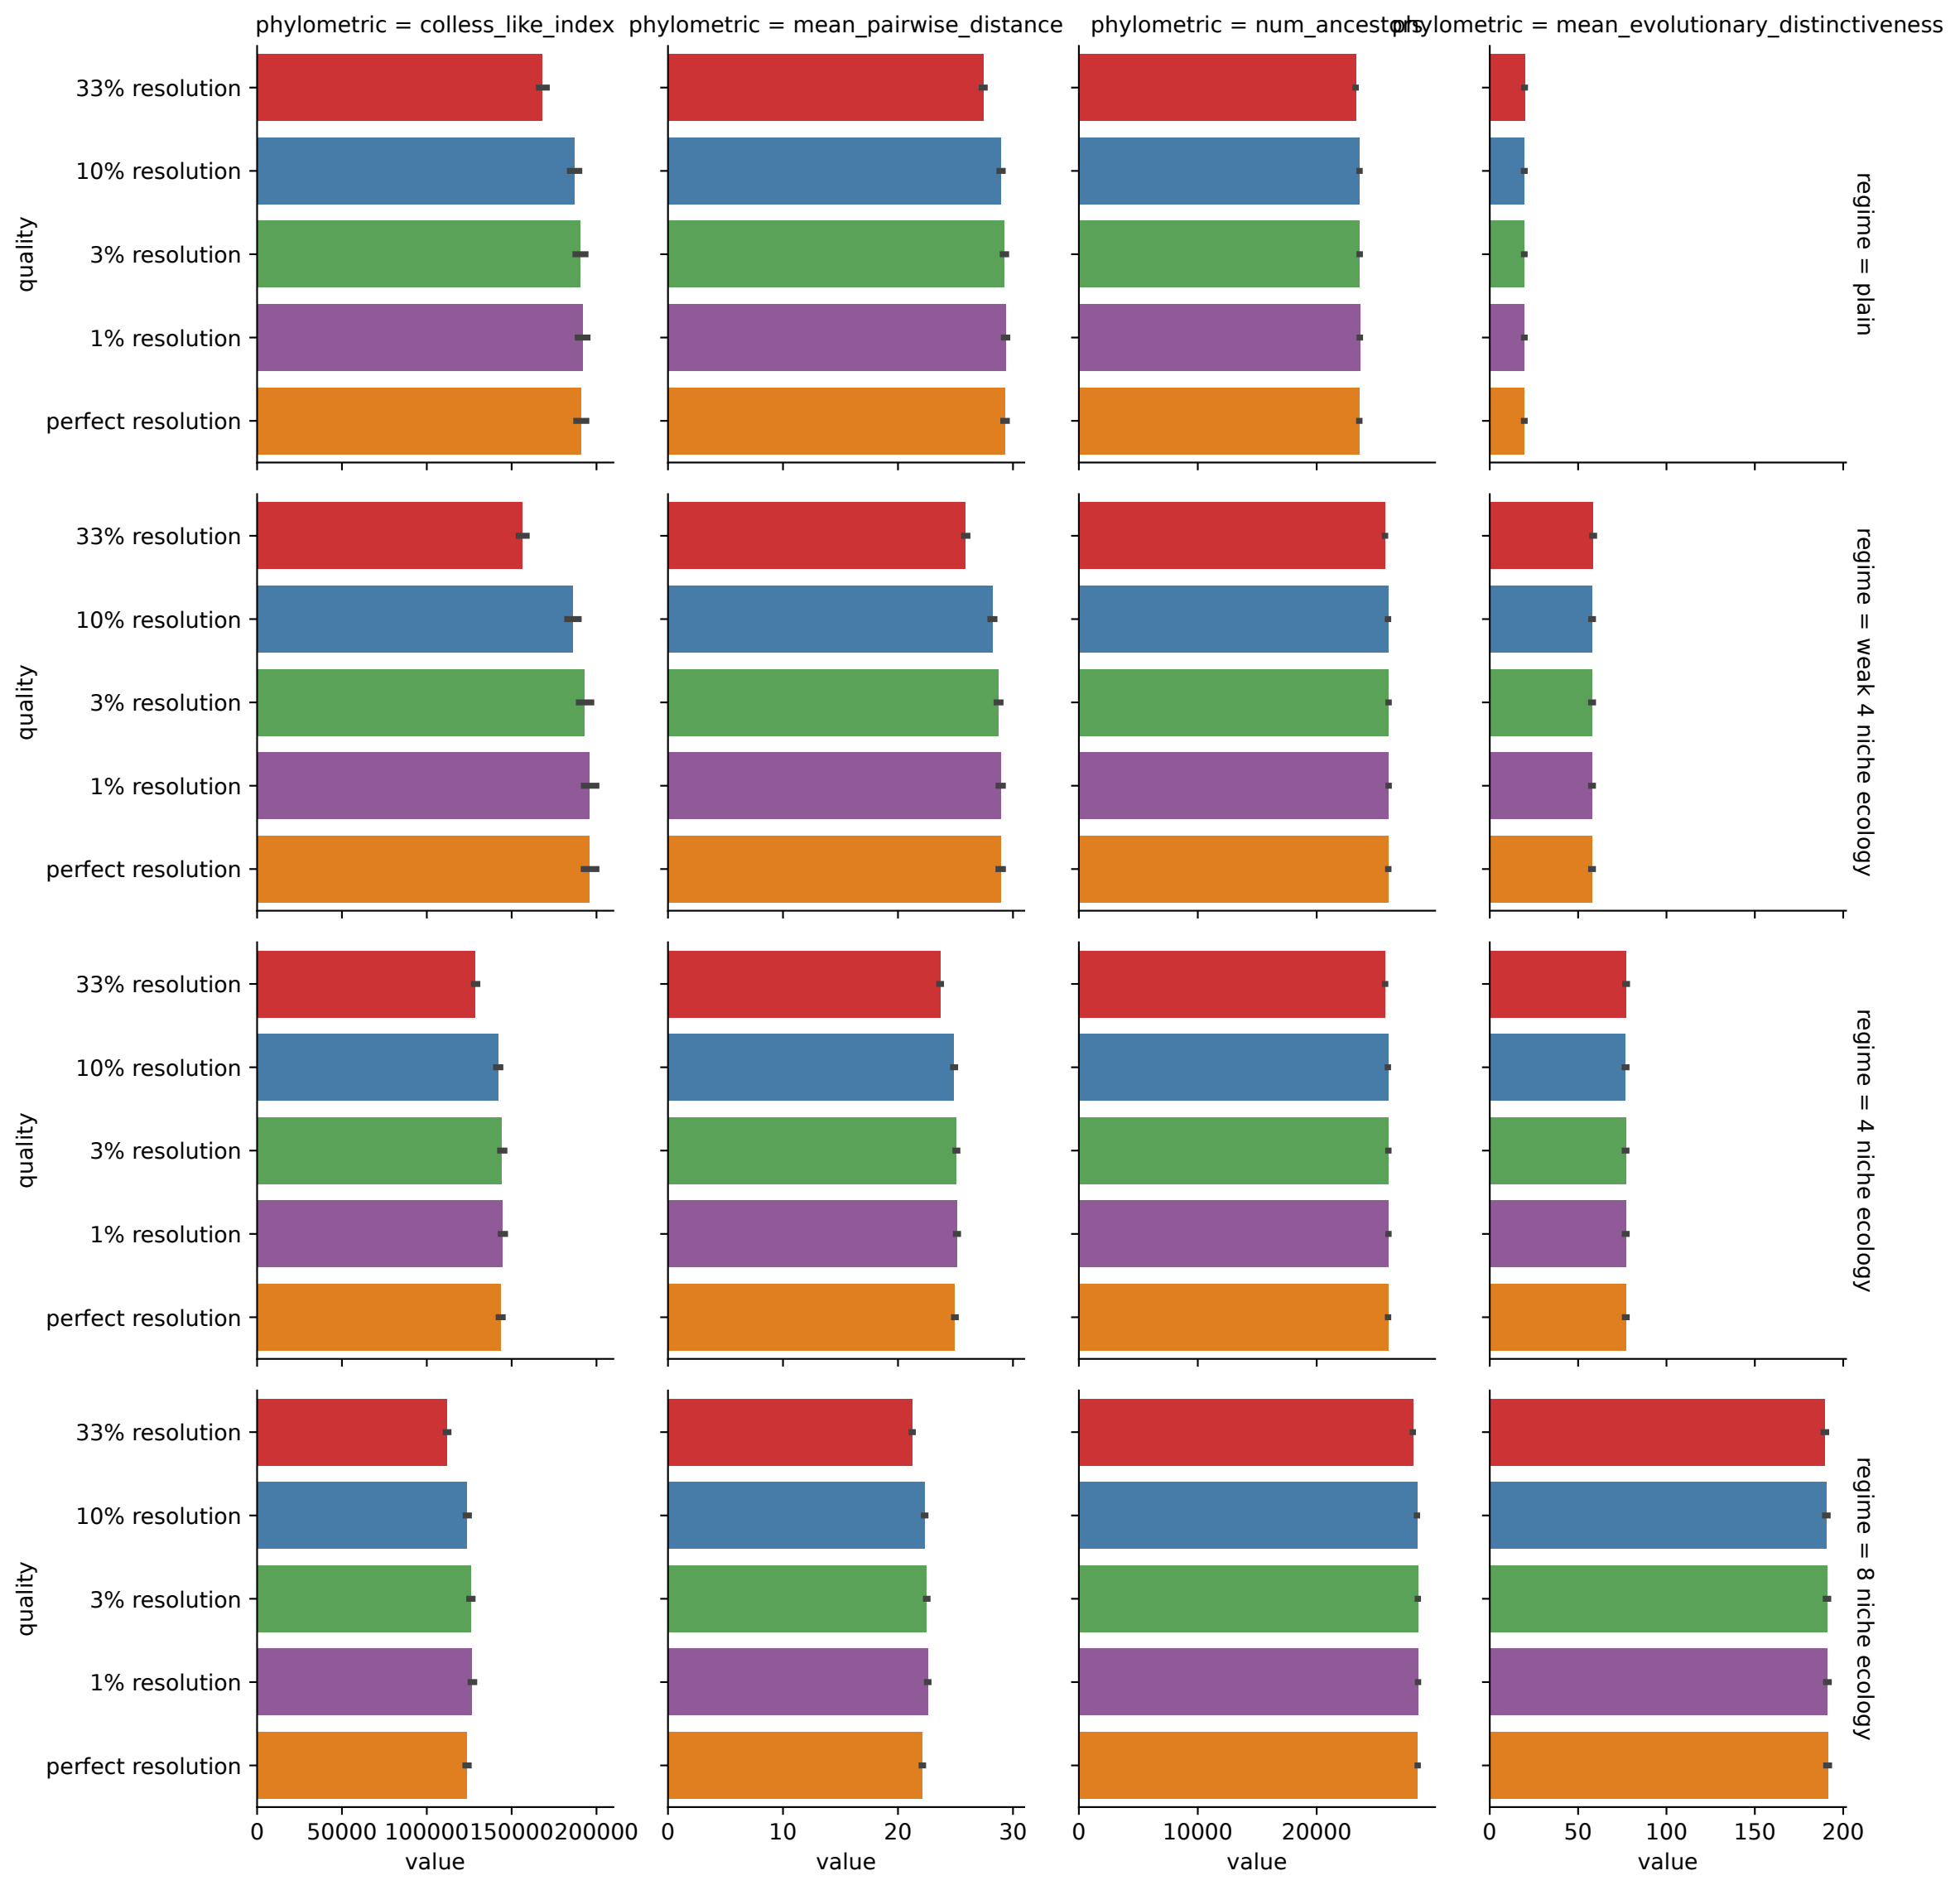 phylometric = colless_like_index
phylometric = mean_pairwise_distance
phylometric = num_ancestors
phylometric = mean_evolutionary_distinctiveness
quality
33% resolution
10% resolution
3% resolution
1% resolution
perfect resolution
regime = plain
quality
33% resolution
10% resolution
3% resolution
1% resolution
perfect resolution
regime = weak 4 niche ecology
quality
33% resolution
10% resolution
3% resolution
1% resolution
perfect resolution
regime = 4 niche ecology
quality
33% resolution
10% resolution
3% resolution
1% resolution
perfect resolution
regime = 8 niche ecology
0 50000 100000 150000 200000
value
0 10 20 30
value
0 10000 20000
value
0 50 100 150 200
value